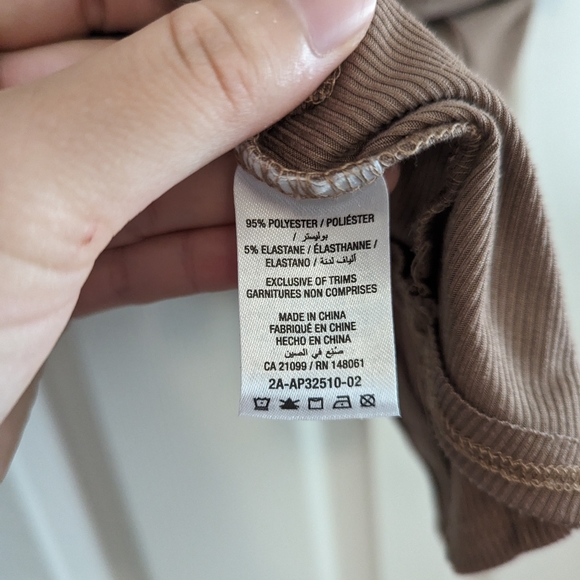 95% POLYESTER / POLIÉSTER
/ بوليستر
5% ELASTANE / ÉLASTHANNE /
ELASTANO / ألياف لدنة
EXCLUSIVE OF TRIMS
GARNITURES NON COMPRISES
MADE IN CHINA
FABRIQUÉ EN CHINE
HECHO EN CHINA
صنع في الصين
CA 21099 / RN 148061
2A-AP32510-02